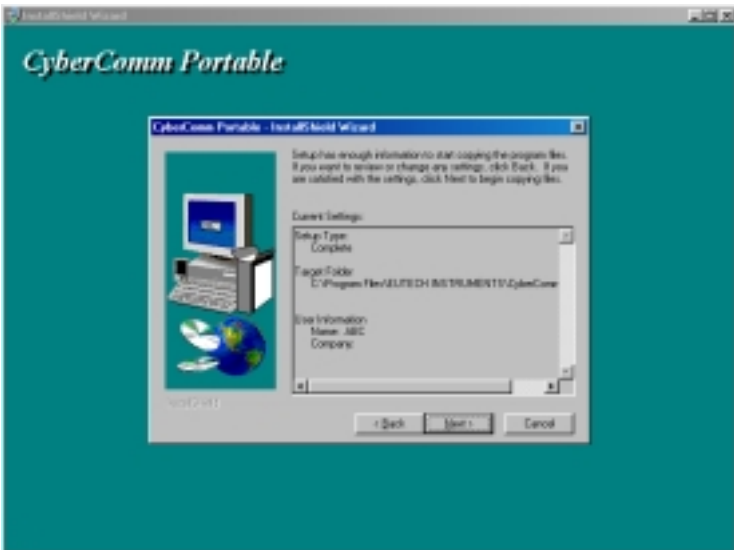 InstallShield Wizard
CyberComm Portable
CyberComm Portable - InstallShield Wizard
Setup has enough information to start copying the program files.
If you want to review or change any settings, click Back.  If you
are satisfied with the settings, click Next to begin copying files.
Current Settings:
Setup Type:
Complete
Target Folder
C:\Program Files\EUTECH INSTRUMENTS\CyberComm
User Information
Name: ABC
Company:
InstallShield
< Back
Next >
Cancel